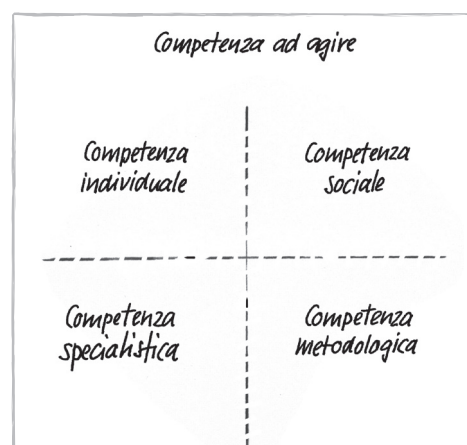 Competenza ad agire
Competenza
individuale
Competenza
sociale
Competenza
specialistica
Competenza
metodologica